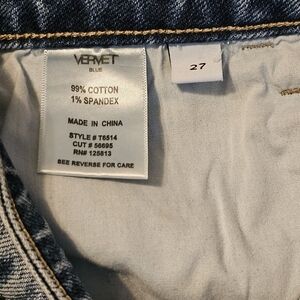 VERVET
BLUE
99% COTTON
1% SPANDEX
MADE IN CHINA
STYLE # T6514
CUT # 56695
RN# 125813
SEE REVERSE FOR CARE
27